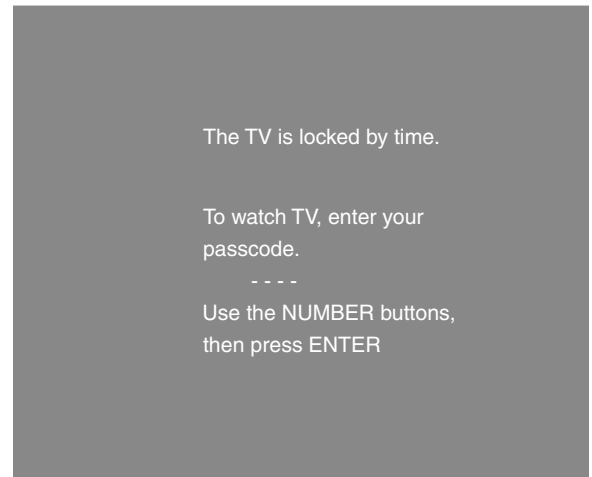 The TV is locked by time.
To watch TV, enter your
passcode.
- - - -
Use the NUMBER buttons,
then press ENTER